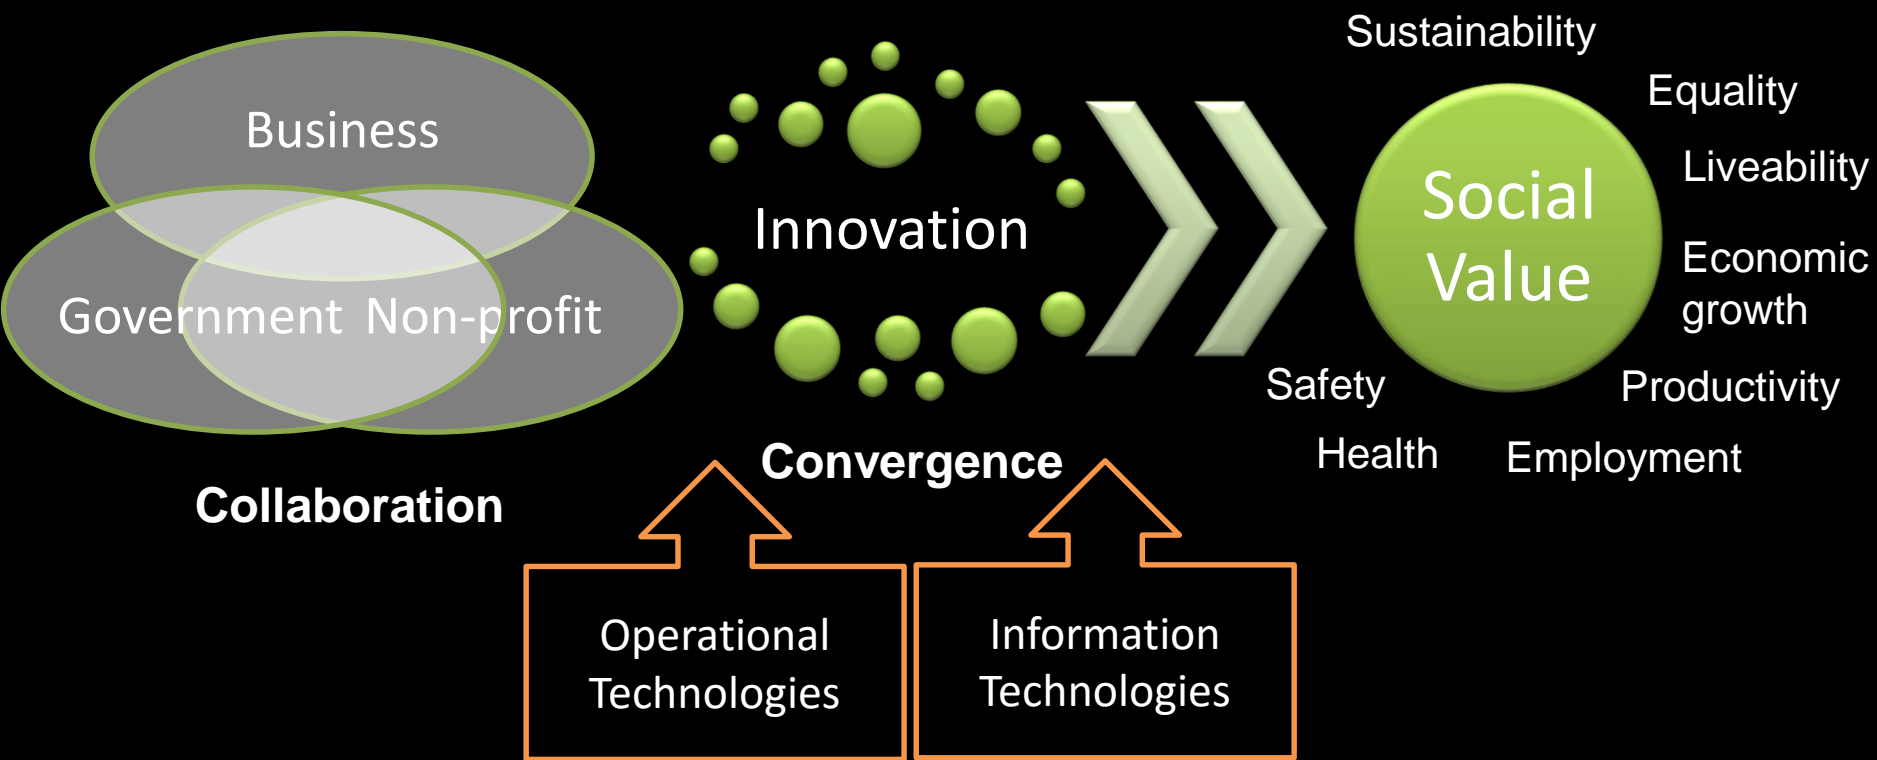 Business
Government
Non-profit
Collaboration
Innovation
Convergence
Operational
Technologies
Information
Technologies
Social
Value
Sustainability
Equality
Liveability
Economic
growth
Productivity
Employment
Health
Safety